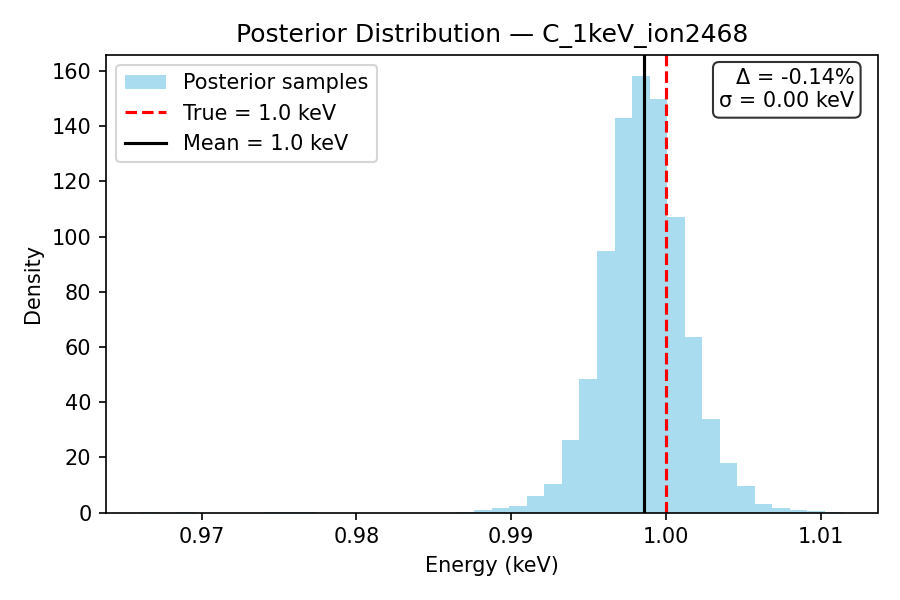 Posterior Distribution — C_1keV_ion2468
Posterior samples
True = 1.0 keV
Mean = 1.0 keV
Δ = -0.14%
σ = 0.00 keV
160
140
120
100
80
60
40
20
0
Density
0.97
0.98
0.99
1.00
1.01
Energy (keV)